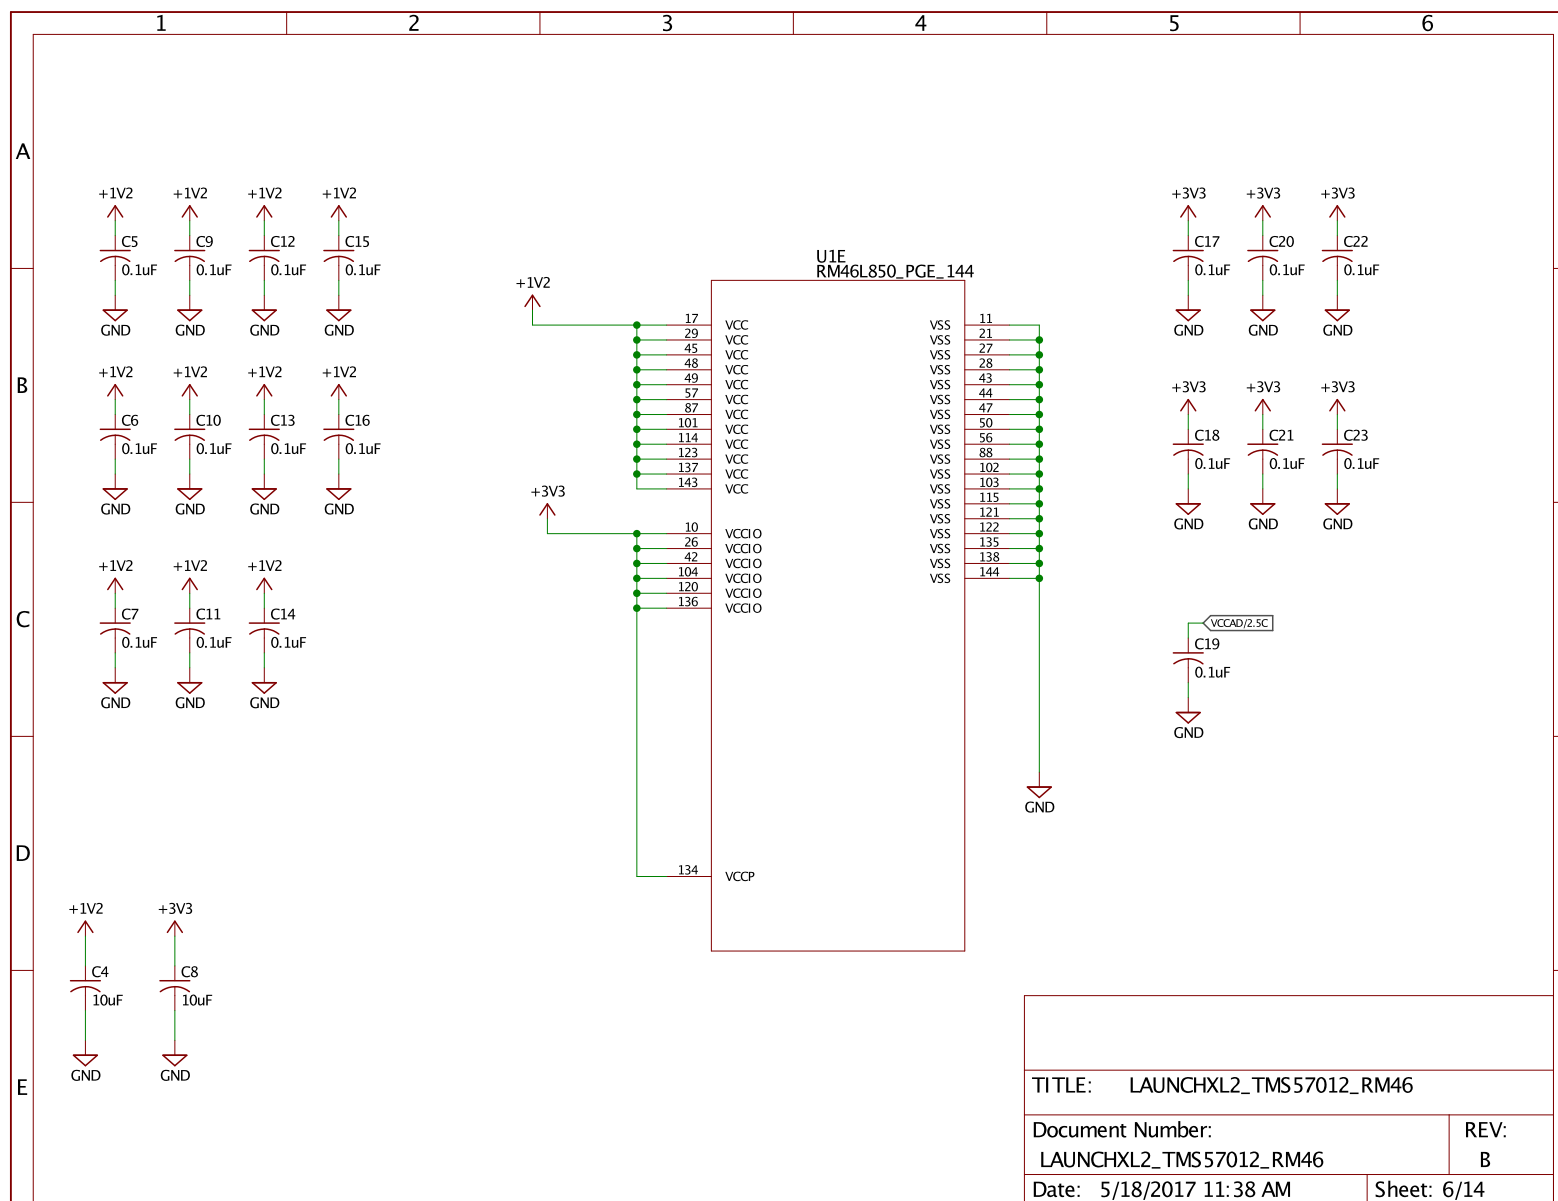 1 2 3 4 5 6
A
+1V2 +1V2 +1V2 +1V2 +3V3 +3V3 +3V3
C5 C9 C12 C15 C17 C20 C22
0.1uF 0.1uF 0.1uF 0.1uF 0.1uF 0.1uF 0.1uF
GND GND GND GND GND GND GND
U1E
RM46L850_PGE_144
+1V2
17 VCC VSS 11
29 VCC VSS 21
45 VCC VSS 27
48 VCC VSS 28
49 VCC VSS 43
57 VCC VSS 44
87 VCC VSS 47
101 VCC VSS 50
114 VCC VSS 56
123 VCC VSS 88
137 VCC VSS 102
143 VCC VSS 103
VSS 115
VSS 121
+3V3
10 VCCIO VSS 122
26 VCCIO VSS 135
42 VCCIO VSS 138
104 VCCIO VSS 144
120 VCCIO
136 VCCIO
B
+1V2 +1V2 +1V2 +1V2 +3V3 +3V3 +3V3
C6 C10 C13 C16 C18 C21 C23
0.1uF 0.1uF 0.1uF 0.1uF 0.1uF 0.1uF 0.1uF
GND GND GND GND GND GND GND
C
+1V2 +1V2 +1V2
C7 C11 C14
0.1uF 0.1uF 0.1uF
GND GND GND
VCCAD/2.5C
C19
0.1uF
GND
GND
D
134 VCCP
+1V2 +3V3
C4 C8
10uF 10uF
GND GND
E
TITLE: LAUNCHXL2_TMS57012_RM46
Document Number: REV:
LAUNCHXL2_TMS57012_RM46 B
Date: 5/18/2017 11:38 AM Sheet: 6/14